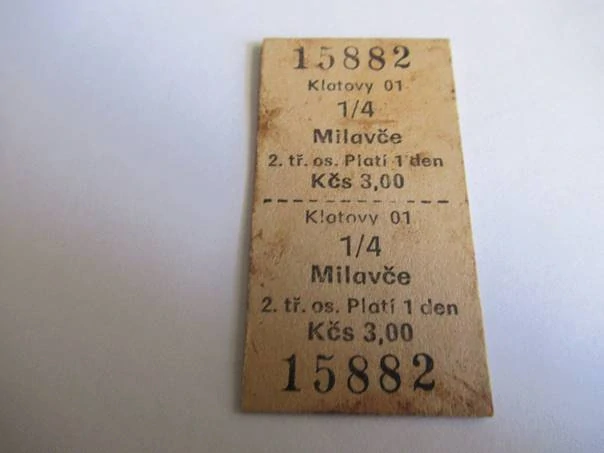 15882
Klatovy 01
1/4
Milavče
2. tř. os. Platí 1 den
Kčs 3,00
Klatovy 01
1/4
Milavče
2. tř. os. Platí 1 den
Kčs 3,00
15882